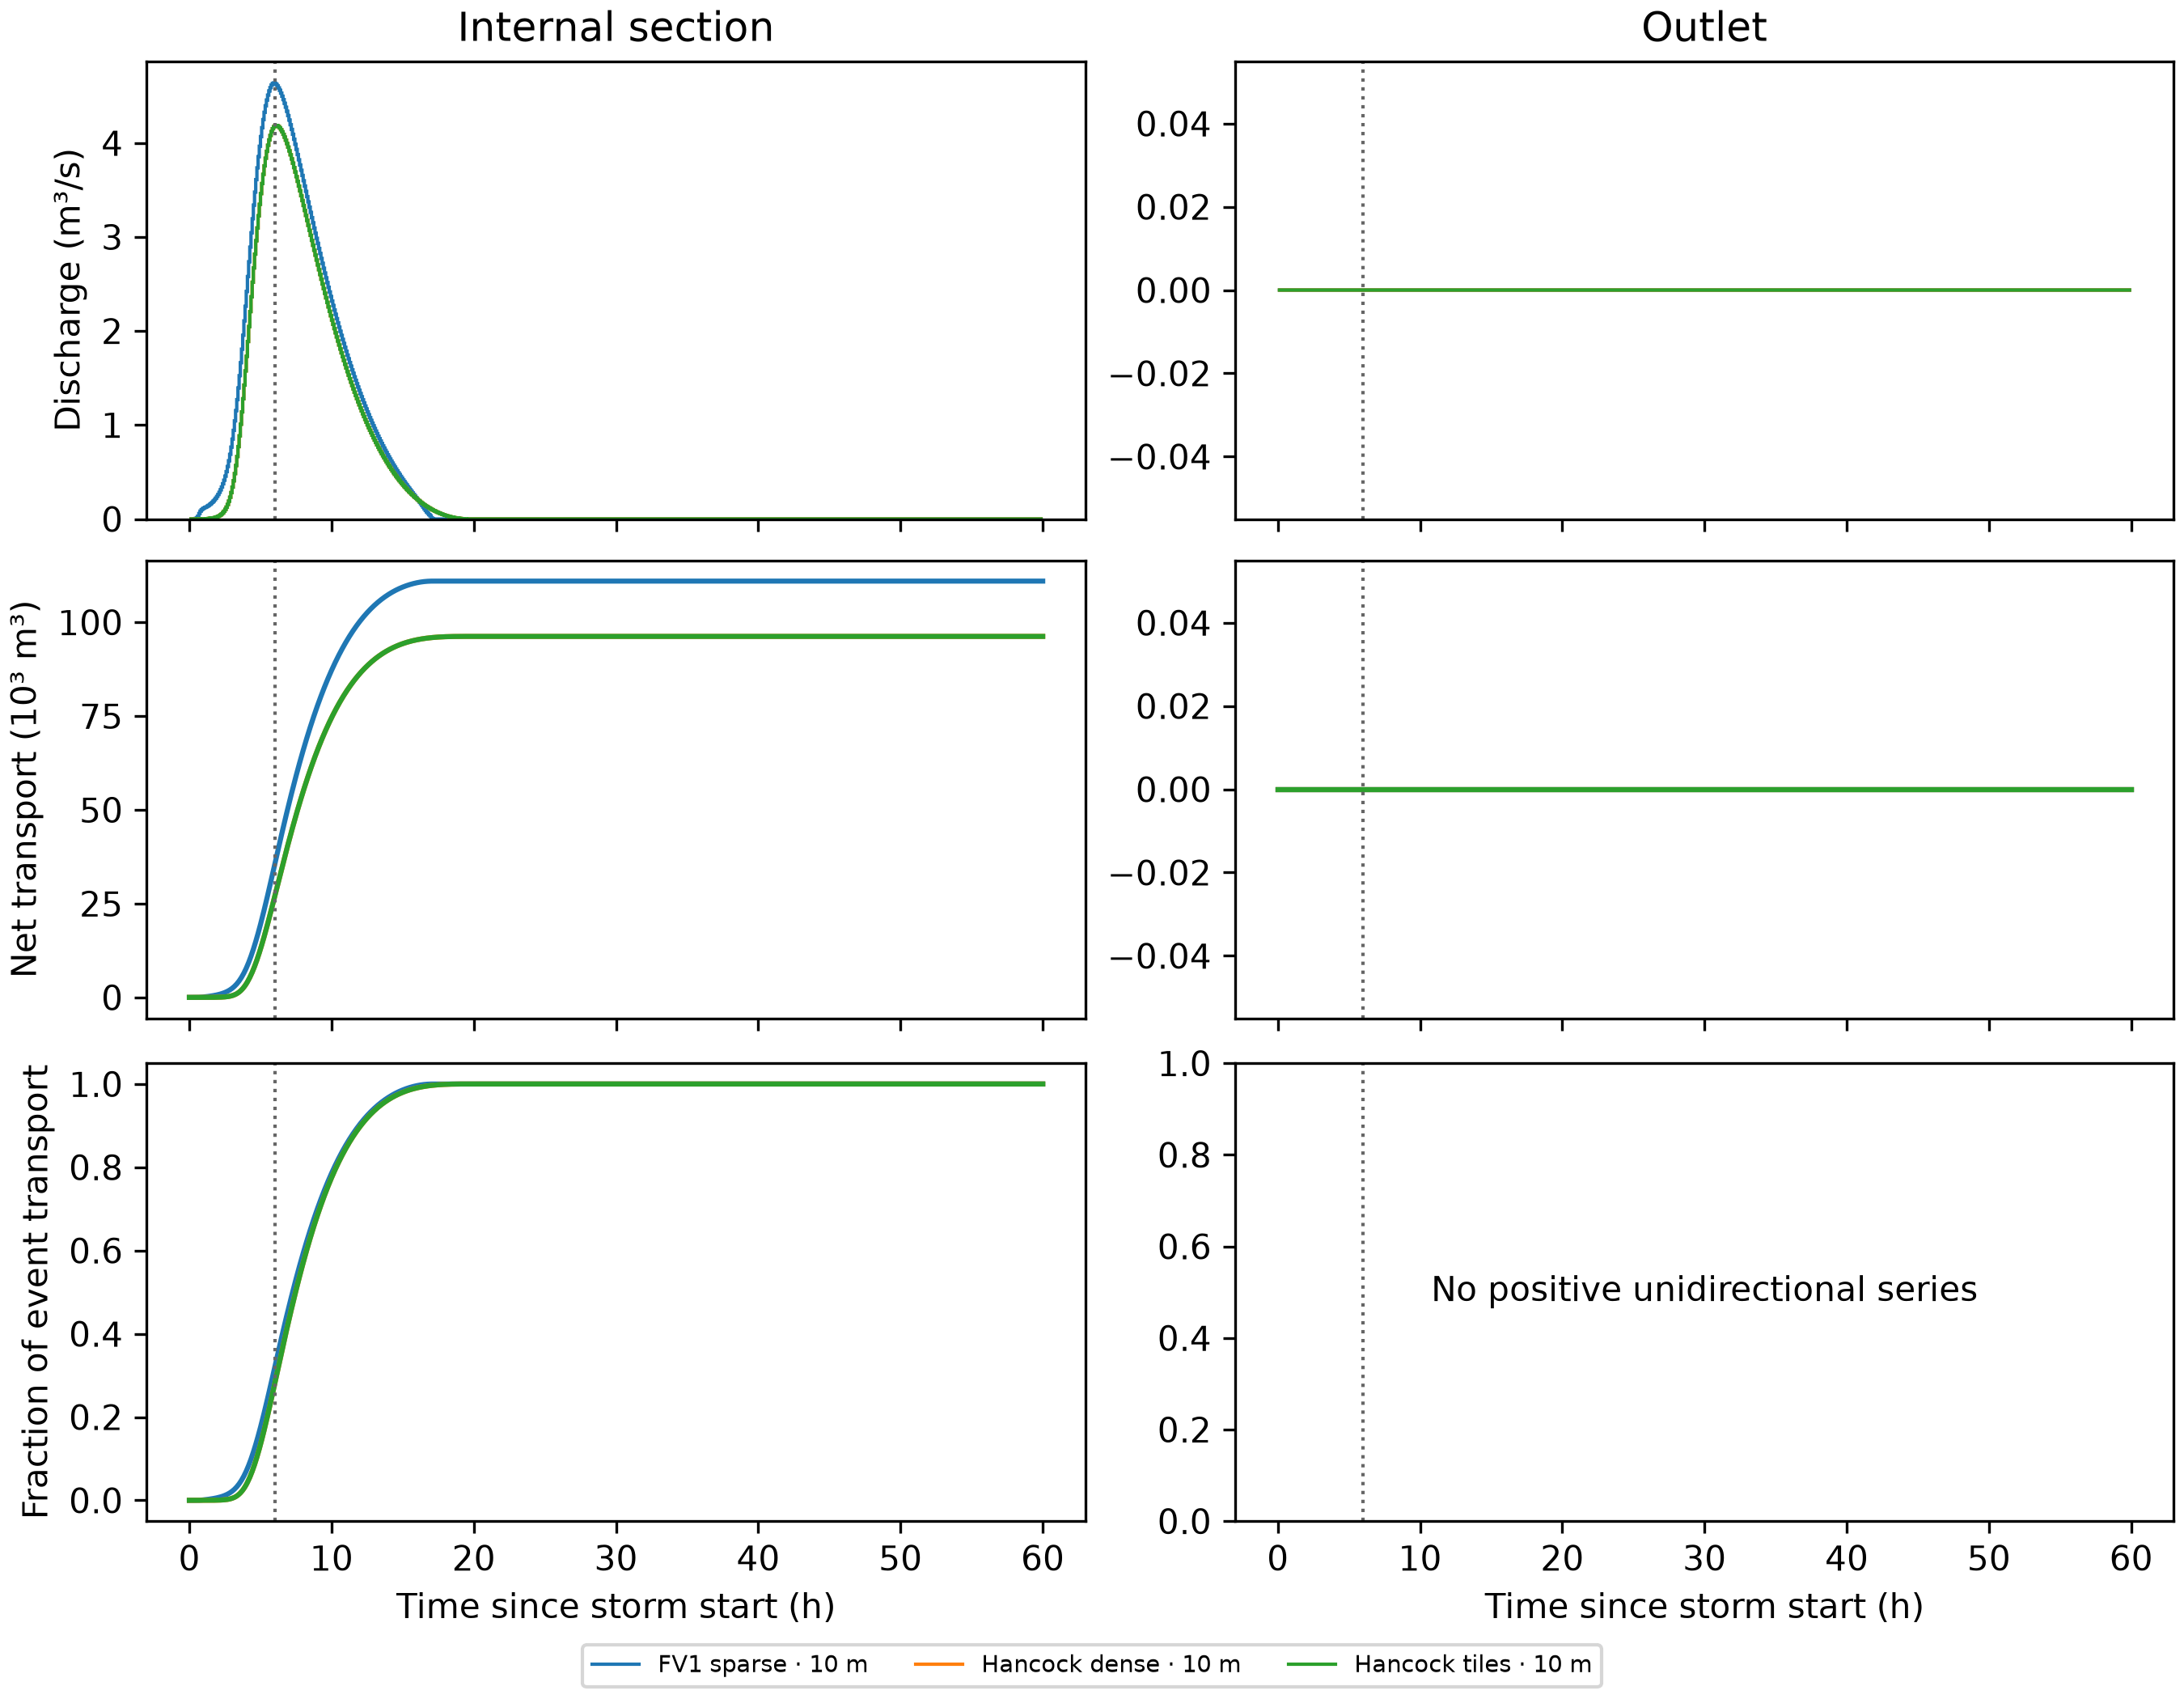 Internal section
Outlet
Discharge (m³/s)
4
3
2
1
0
0.04
0.02
0.00
−0.02
−0.04
Net transport (10³ m³)
100
75
50
25
0
0.04
0.02
0.00
−0.02
−0.04
Fraction of event transport
1.0
0.8
0.6
0.4
0.2
0.0
0 10 20 30 40 50 60
Time since storm start (h)
1.0
0.8
0.6
0.4
0.2
0.0
No positive unidirectional series
0 10 20 30 40 50 60
Time since storm start (h)
FV1 sparse · 10 m
Hancock dense · 10 m
Hancock tiles · 10 m